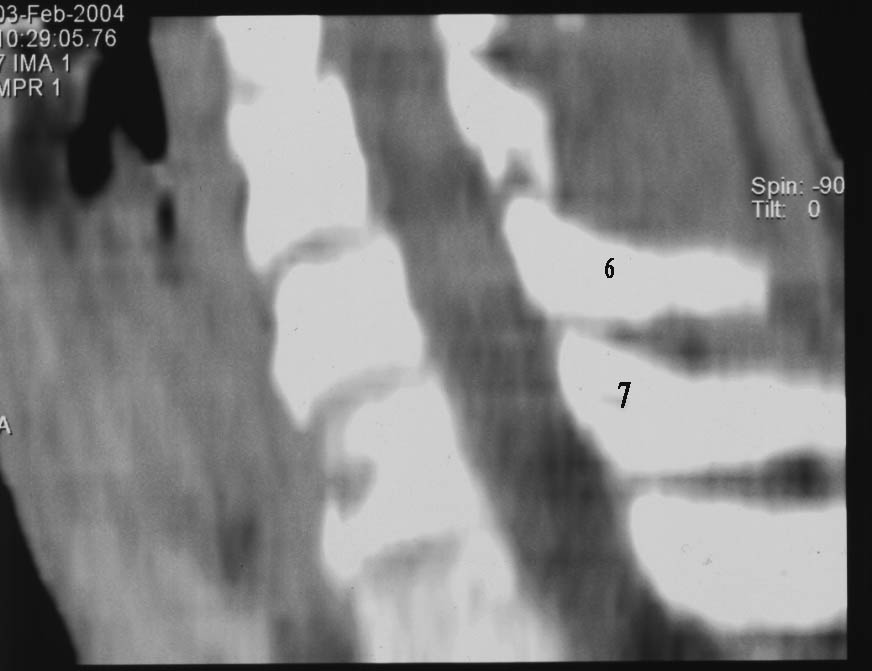 03-Feb-2004
10:29:05.76
7 IMA 1
MPR 1
Spin: -90
Tilt: 0
6
7
A